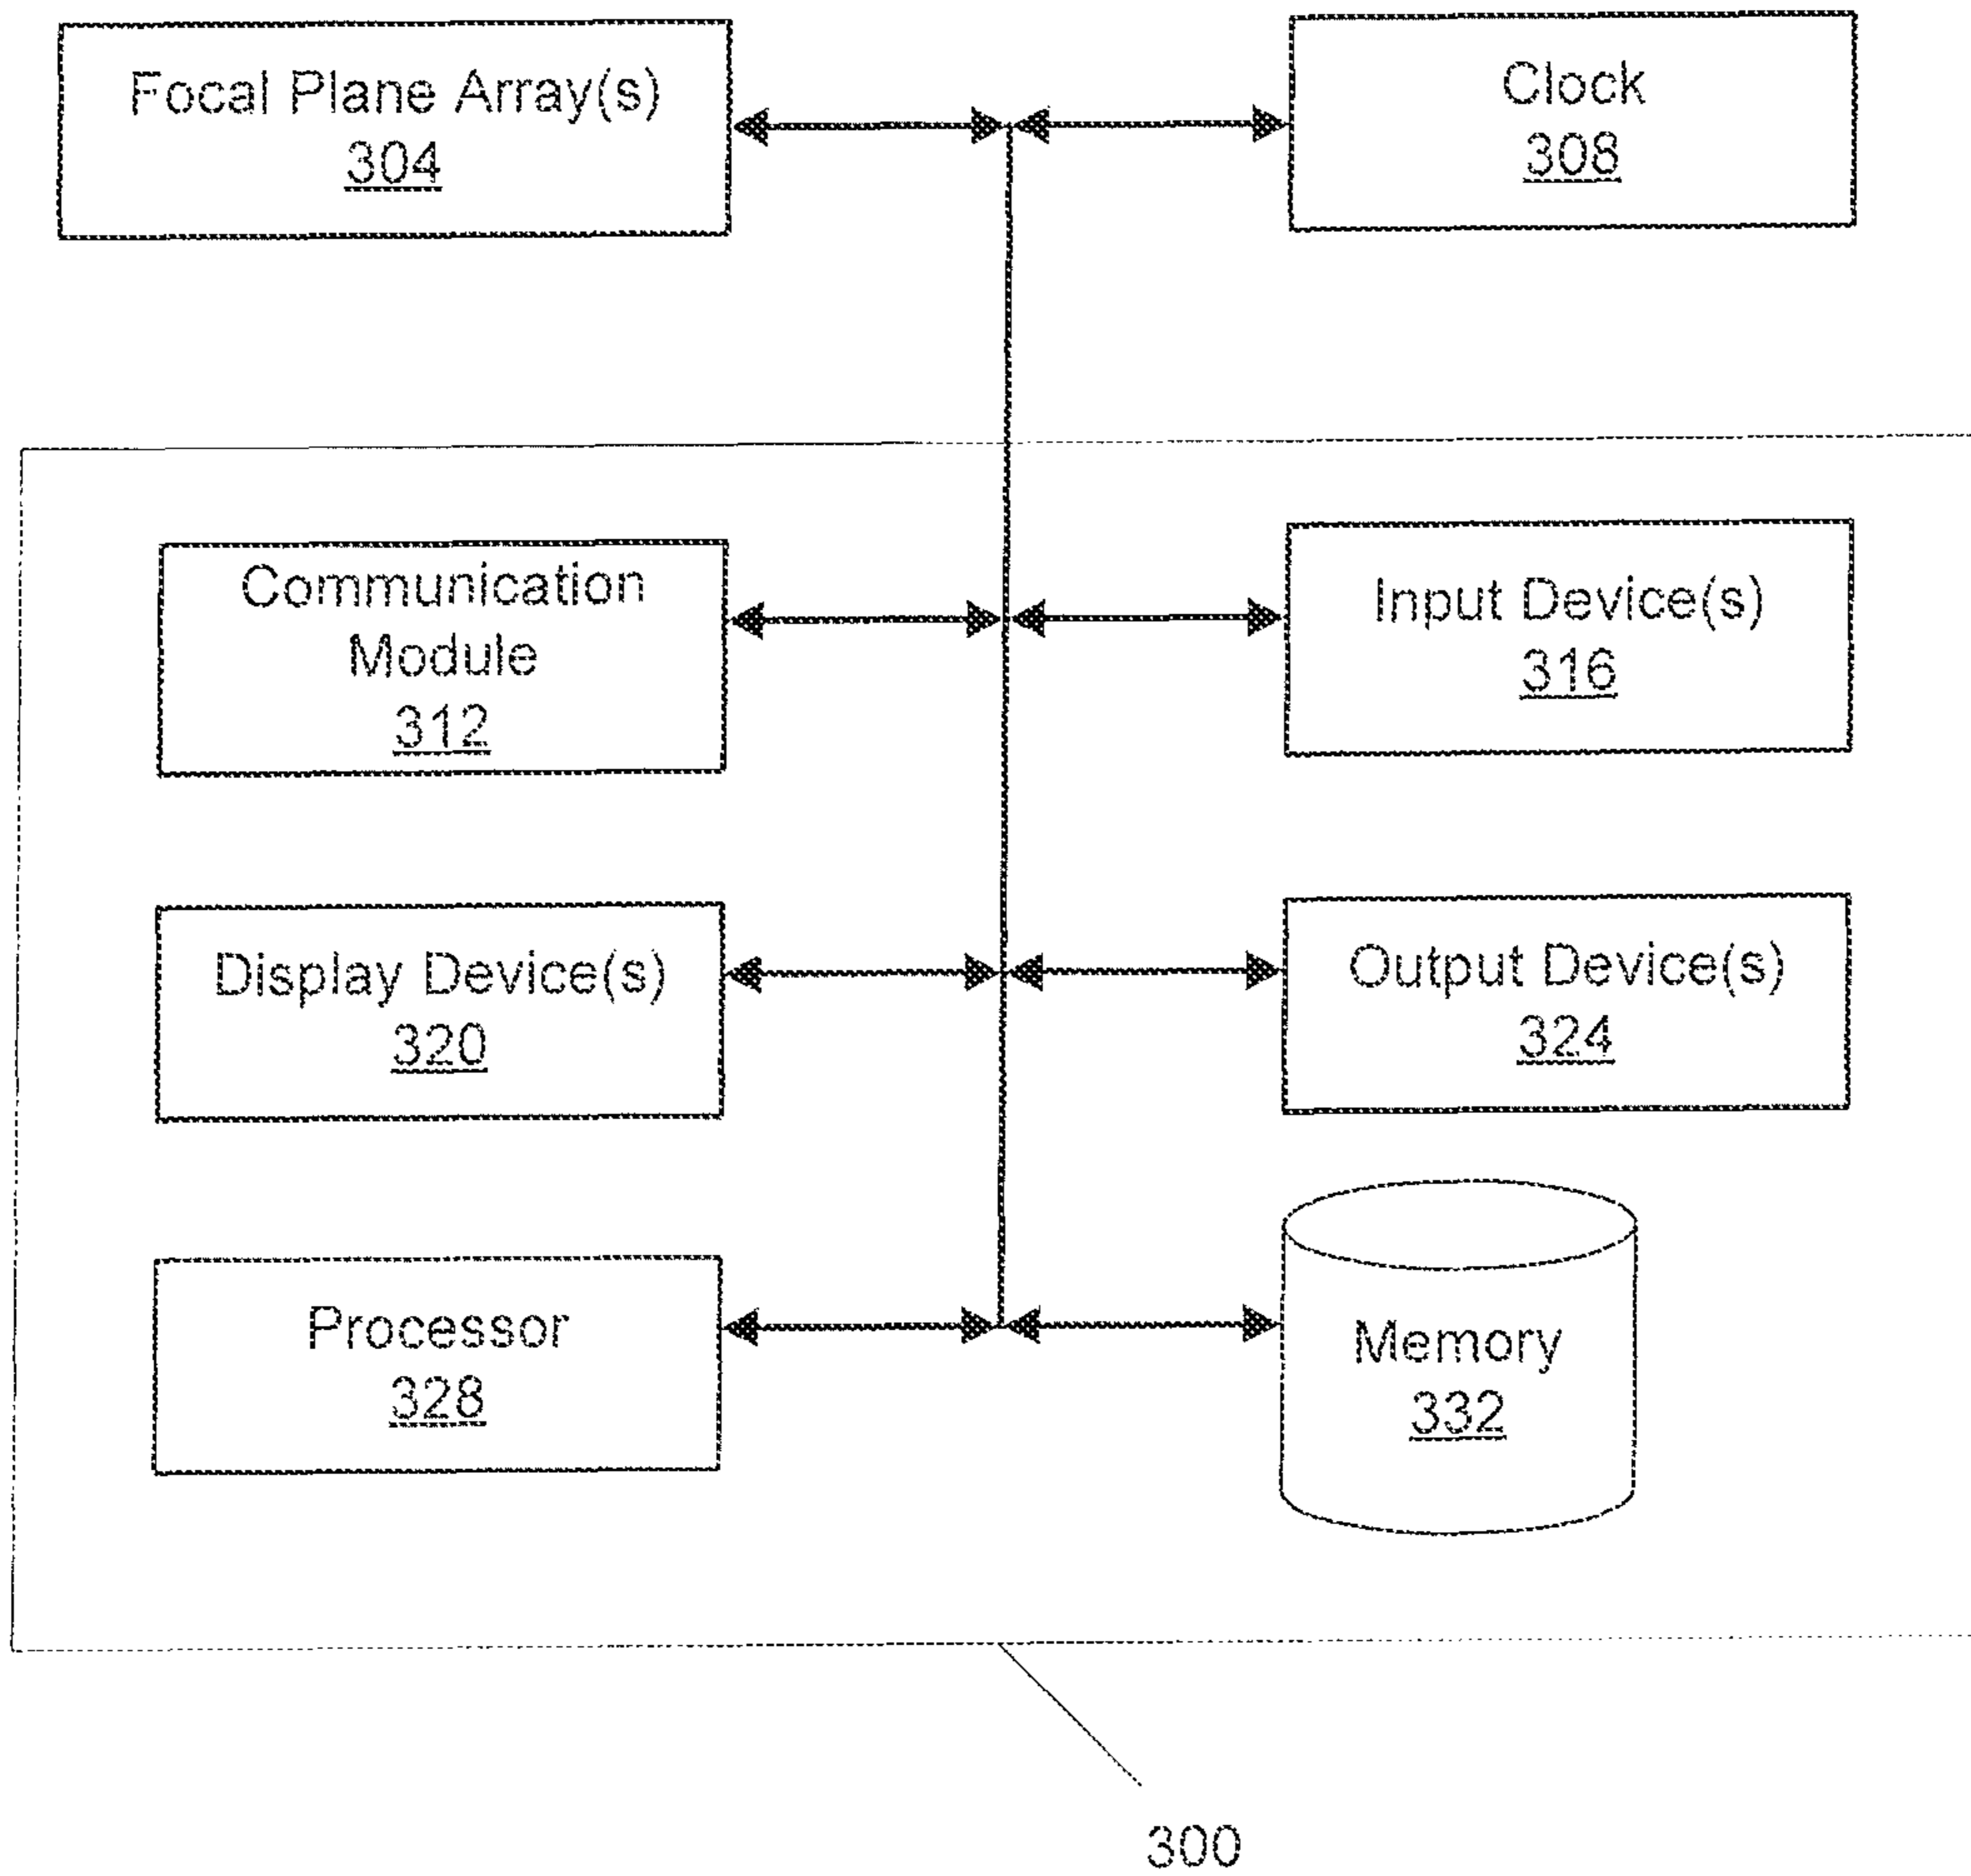 Focal Plane Array(s)
304
Clock
308
Communication
Module
312
Input Device(s)
316
Display Device(s)
320
Output Device(s)
324
Processor
328
Memory
332
300